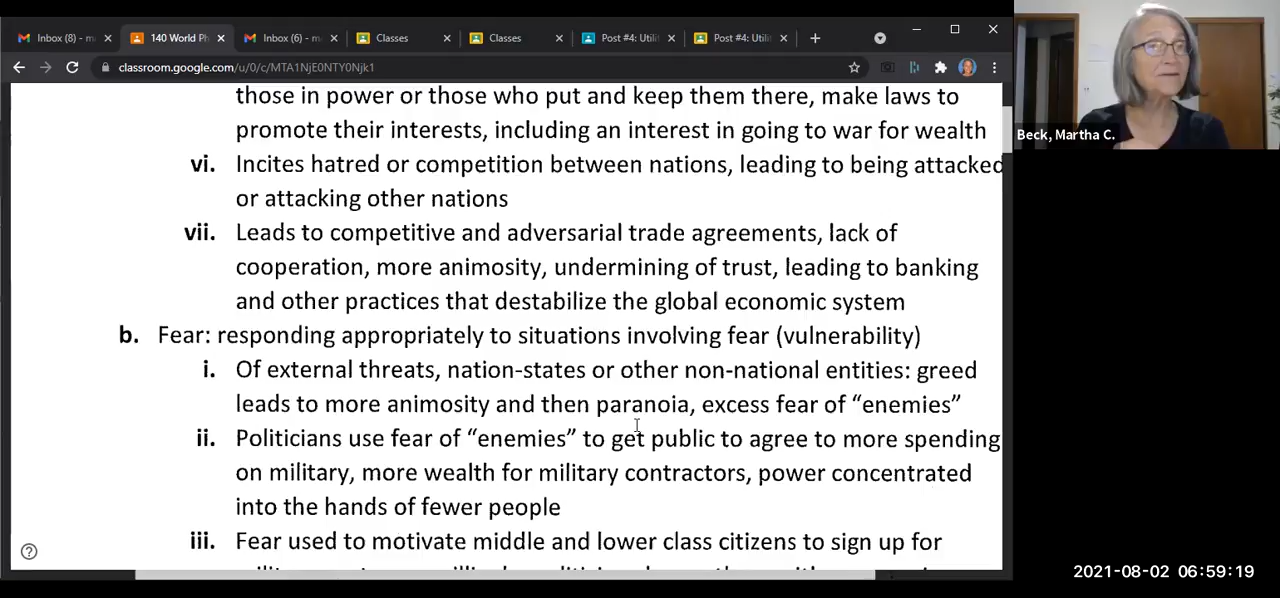 Inbox (8) - m
140 World Ph
Inbox (6) - m
Classes
Classes
Post #4: Utili
Post #4: Utili
classroom.google.com/u/0/c/MTA1NjE0NTY0Njk1
those in power or those who put and keep them there, make laws to
promote their interests, including an interest in going to war for wealth
vi. Incites hatred or competition between nations, leading to being attacked
or attacking other nations
vii. Leads to competitive and adversarial trade agreements, lack of
cooperation, more animosity, undermining of trust, leading to banking
and other practices that destabilize the global economic system
b. Fear: responding appropriately to situations involving fear (vulnerability)
i. Of external threats, nation-states or other non-national entities: greed
leads to more animosity and then paranoia, excess fear of “enemies”
ii. Politicians use fear of “enemies” to get public to agree to more spending
on military, more wealth for military contractors, power concentrated
into the hands of fewer people
iii. Fear used to motivate middle and lower class citizens to sign up for
Beck, Martha C.
2021-08-02 06:59:19